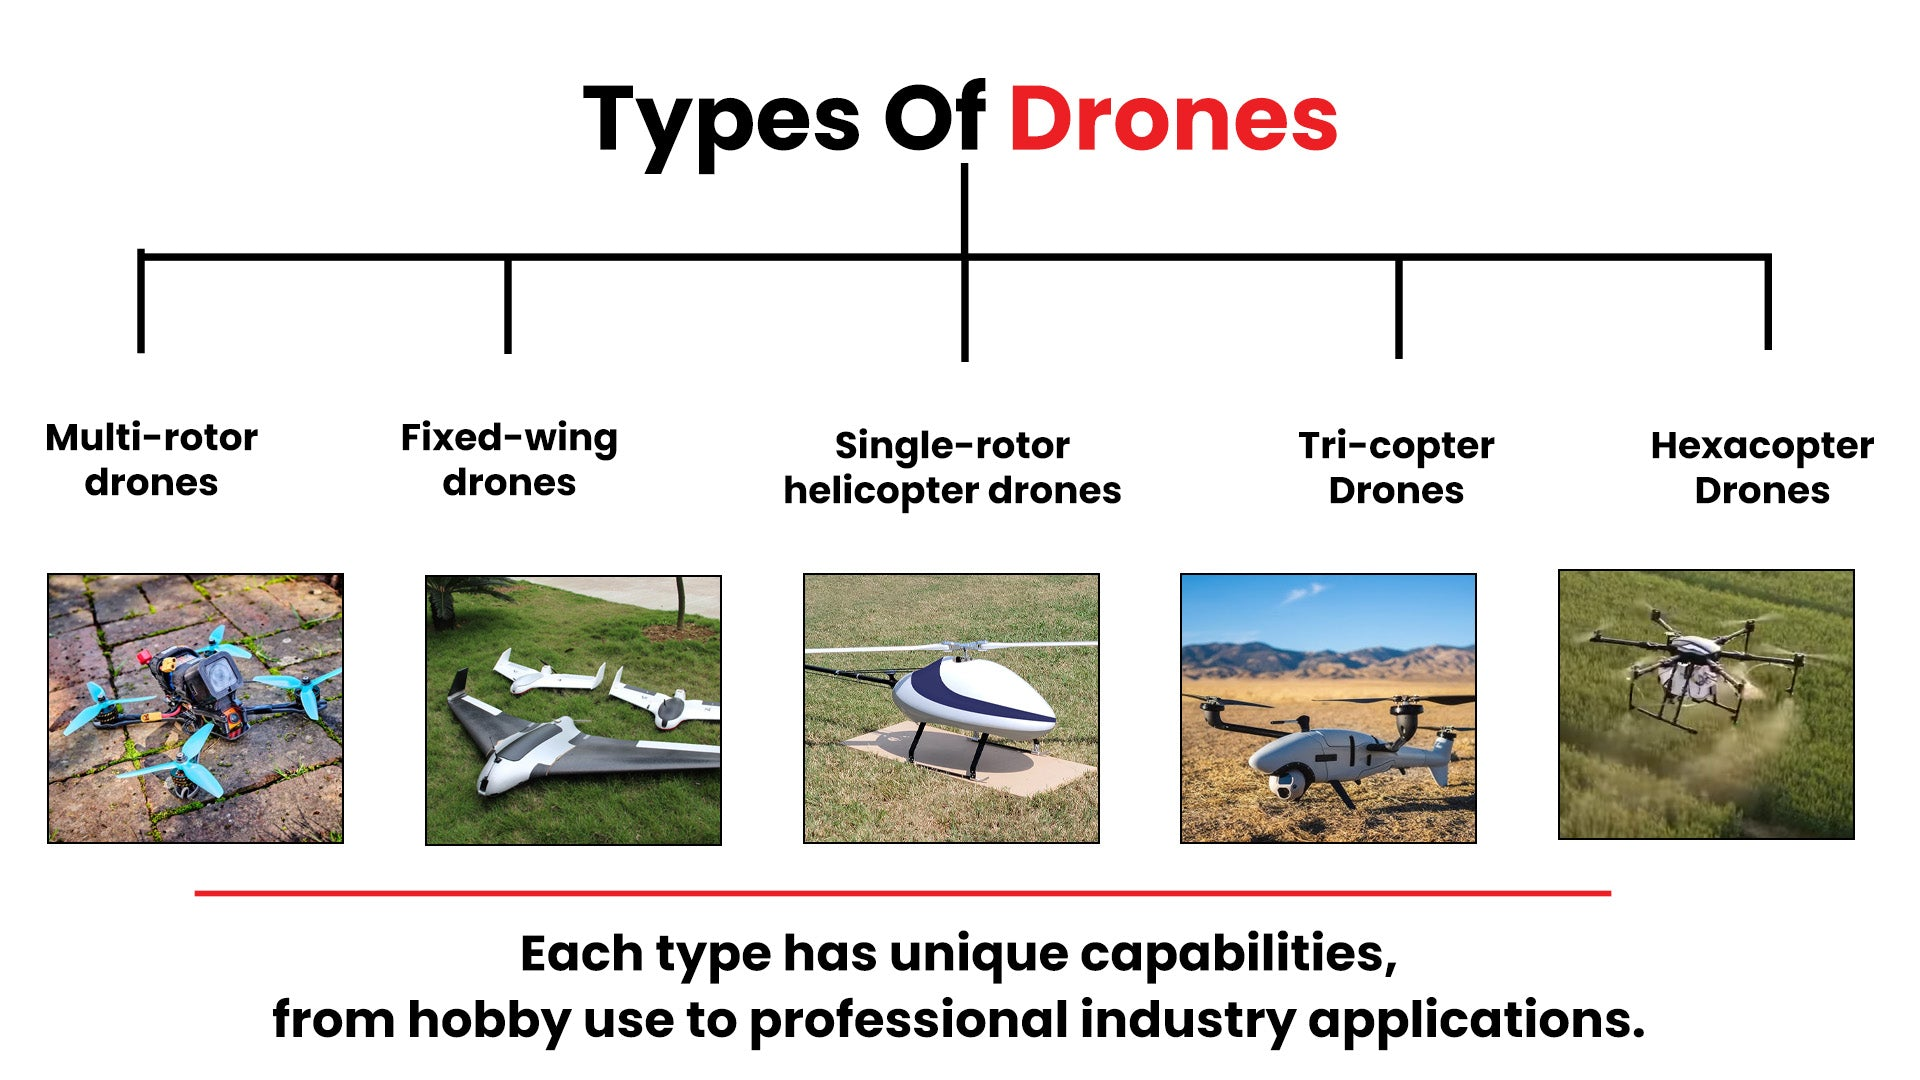 Types Of Drones
Multi-rotor
drones
Fixed-wing
drones
Single-rotor
helicopter drones
Tri-copter
Drones
Hexacopter
Drones
Each type has unique capabilities,
from hobby use to professional industry applications.